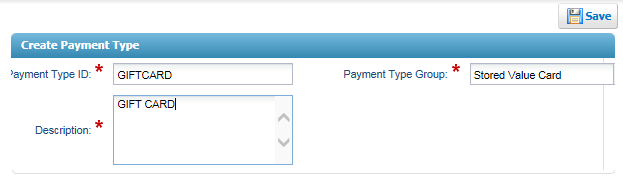 Save
Create Payment Type
Payment Type ID: * GIFTCARD Payment Type Group: * Stored Value Card
GIFT CARD
Description: *